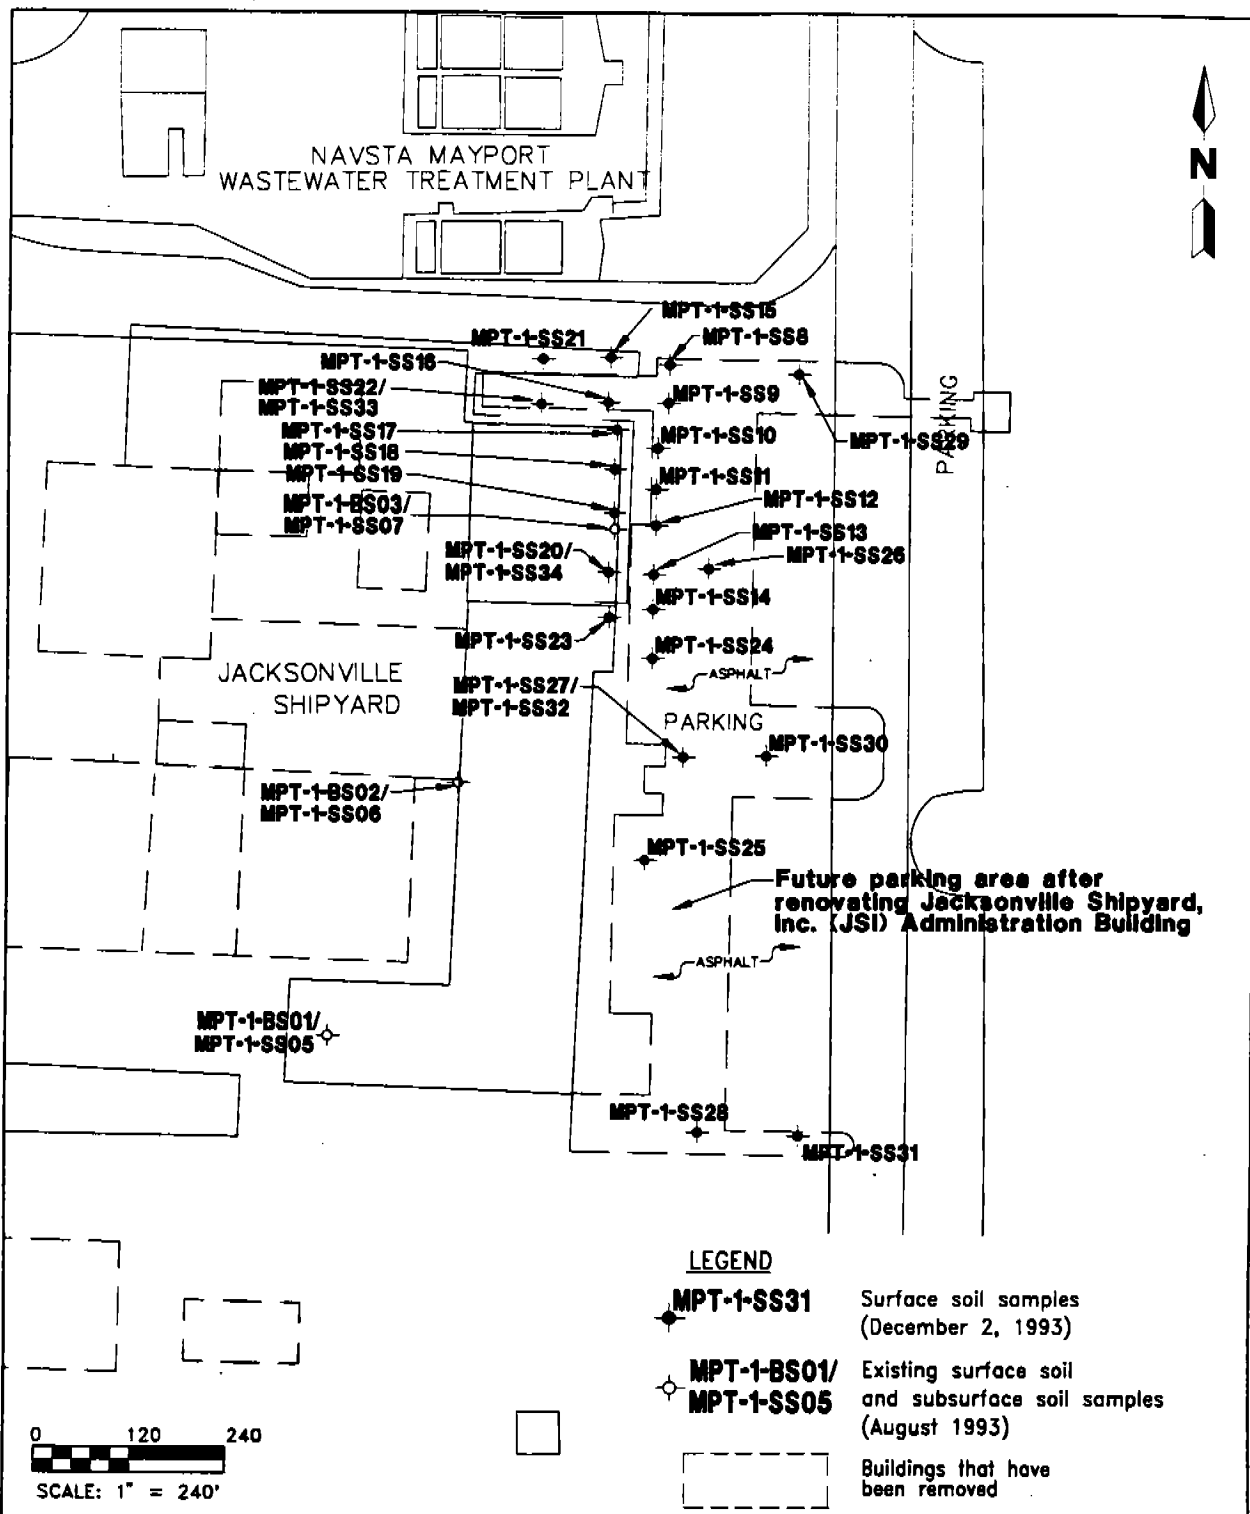 NAVSTA MAYPORT
WASTEWATER TREATMENT PLANT
N
MPT-1-SS15
MPT-1-SS21
MPT-1-SS8
MPT-1-SS16
MPT-1-SS22/
MPT-1-SS33
MPT-1-SS9
PARKING
MPT-1-SS17
MPT-1-SS10
MPT-1-SS29
MPT-1-SS18
MPT-1-SS19
MPT-1-SS11
MPT-1-BS03/
MPT-1-SS07
MPT-1-SS12
MPT-1-SS13
MPT-1-SS20/
MPT-1-SS34
MPT-1-SS26
MPT-1-SS14
MPT-1-SS23
MPT-1-SS24
JACKSONVILLE
SHIPYARD
ASPHALT
MPT-1-SS27/
MPT-1-SS32
PARKING
MPT-1-SS30
MPT-1-BS02/
MPT-1-SS06
MPT-1-SS25
Future parking area after
renovating Jacksonville Shipyard,
Inc. (JSI) Administration Building
ASPHALT
MPT-1-BS01/
MPT-1-SS05
MPT-1-SS28
MPT-1-SS31
LEGEND
MPT-1-SS31
Surface soil samples
(December 2, 1993)
MPT-1-BS01/
MPT-1-SS05
Existing surface soil
and subsurface soil samples
(August 1993)
Buildings that have
been removed
0 120 240
SCALE: 1" = 240'